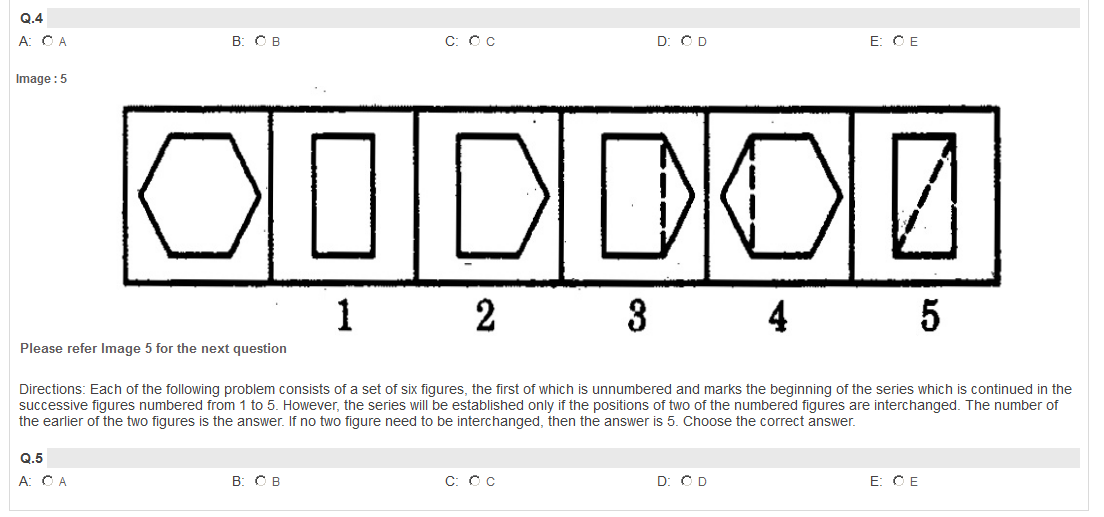 Q.4
A: A B: B C: C D: D E: E
Image : 5
1 2 3 4 5
Please refer Image 5 for the next question
Directions: Each of the following problem consists of a set of six figures, the first of which is unnumbered and marks the beginning of the series which is continued in the
successive figures numbered from 1 to 5. However, the series will be established only if the positions of two of the numbered figures are interchanged. The number of
the earlier of the two figures is the answer. If no two figure need to be interchanged, then the answer is 5. Choose the correct answer.
Q.5
A: A B: B C: C D: D E: E